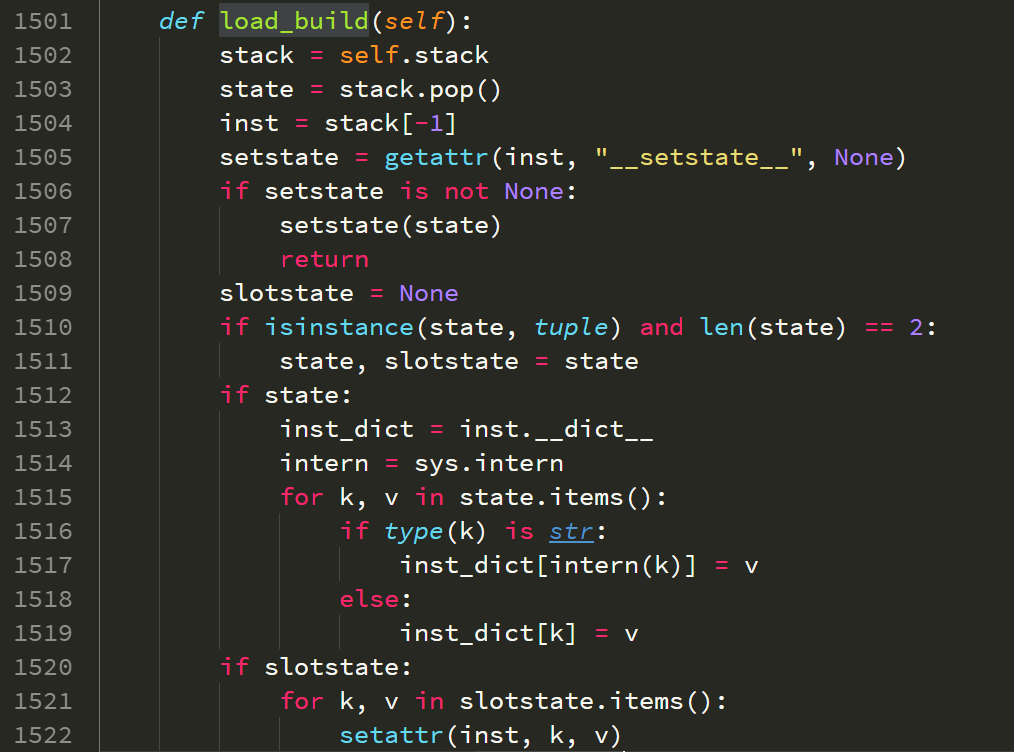 1501 def load_build(self):
1502 stack = self.stack
1503 state = stack.pop()
1504 inst = stack[-1]
1505 setstate = getattr(inst, "__setstate__", None)
1506 if setstate is not None:
1507 setstate(state)
1508 return
1509 slotstate = None
1510 if isinstance(state, tuple) and len(state) == 2:
1511 state, slotstate = state
1512 if state:
1513 inst_dict = inst.__dict__
1514 intern = sys.intern
1515 for k, v in state.items():
1516 if type(k) is str:
1517 inst_dict[intern(k)] = v
1518 else:
1519 inst_dict[k] = v
1520 if slotstate:
1521 for k, v in slotstate.items():
1522 setattr(inst, k, v)